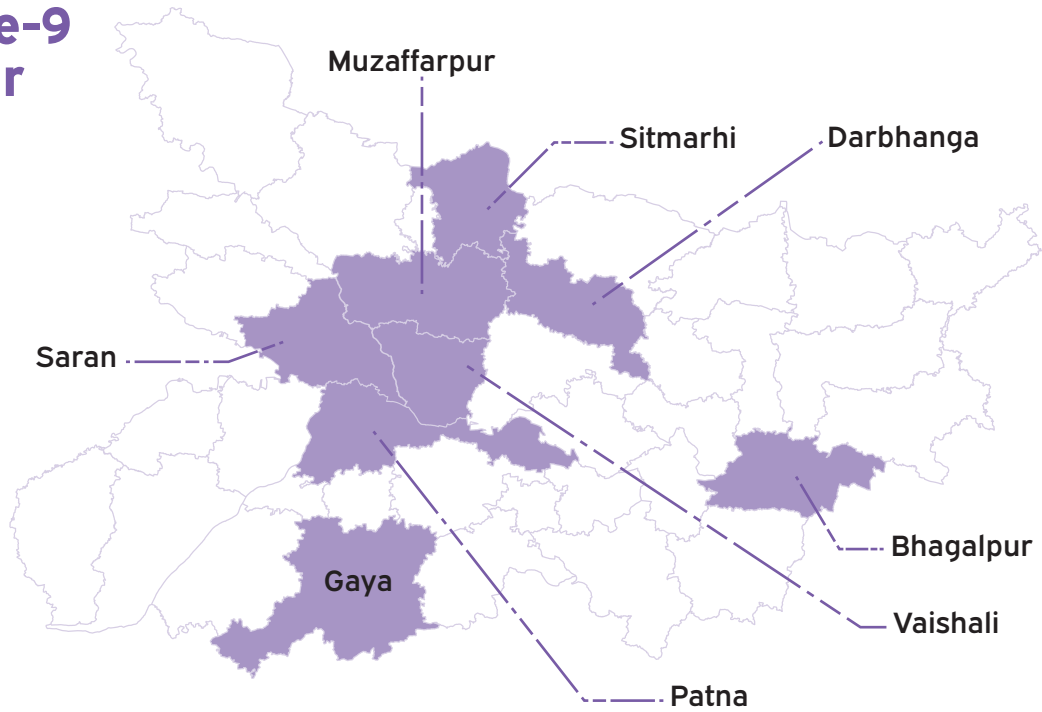 e-9
r
Muzaffarpur
Sitmarhi
Darbhanga
Saran
Bhagalpur
Gaya
Vaishali
Patna